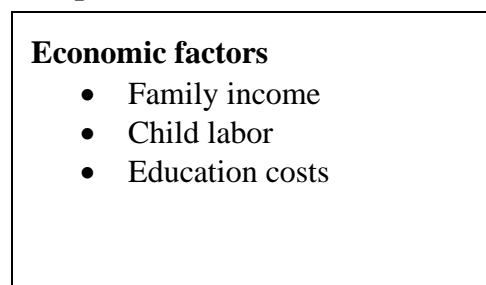 Economic factors
• Family income
• Child labor
• Education costs